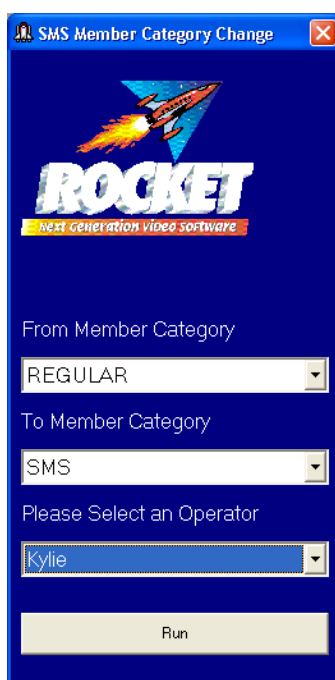 SMS Member Category Change
ROCKET
Next Generation Video Software
From Member Category
REGULAR
To Member Category
SMS
Please Select an Operator
Kylie
Run